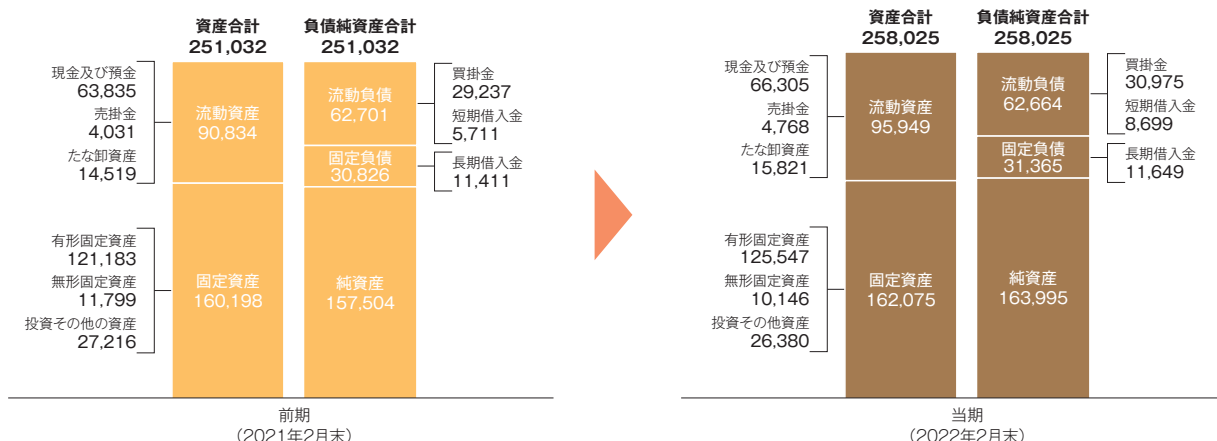 資産合計
251,032
負債純資産合計
251,032
現金及び預金
63,835
売掛金
4,031
たな卸資産
14,519
流動資産
90,834
流動負債
62,701
買掛金
29,237
短期借入金
5,711
固定負債
30,826
長期借入金
11,411
有形固定資産
121,183
無形固定資産
11,799
投資その他の資産
27,216
固定資産
160,198
純資産
157,504
前期
(2021年2月末)
資産合計
258,025
負債純資産合計
258,025
現金及び預金
66,305
売掛金
4,768
たな卸資産
15,821
流動資産
95,949
流動負債
62,664
買掛金
30,975
短期借入金
8,699
固定負債
31,365
長期借入金
11,649
有形固定資産
125,547
無形固定資産
10,146
投資その他資産
26,380
固定資産
162,075
純資産
163,995
当期
(2022年2月末)